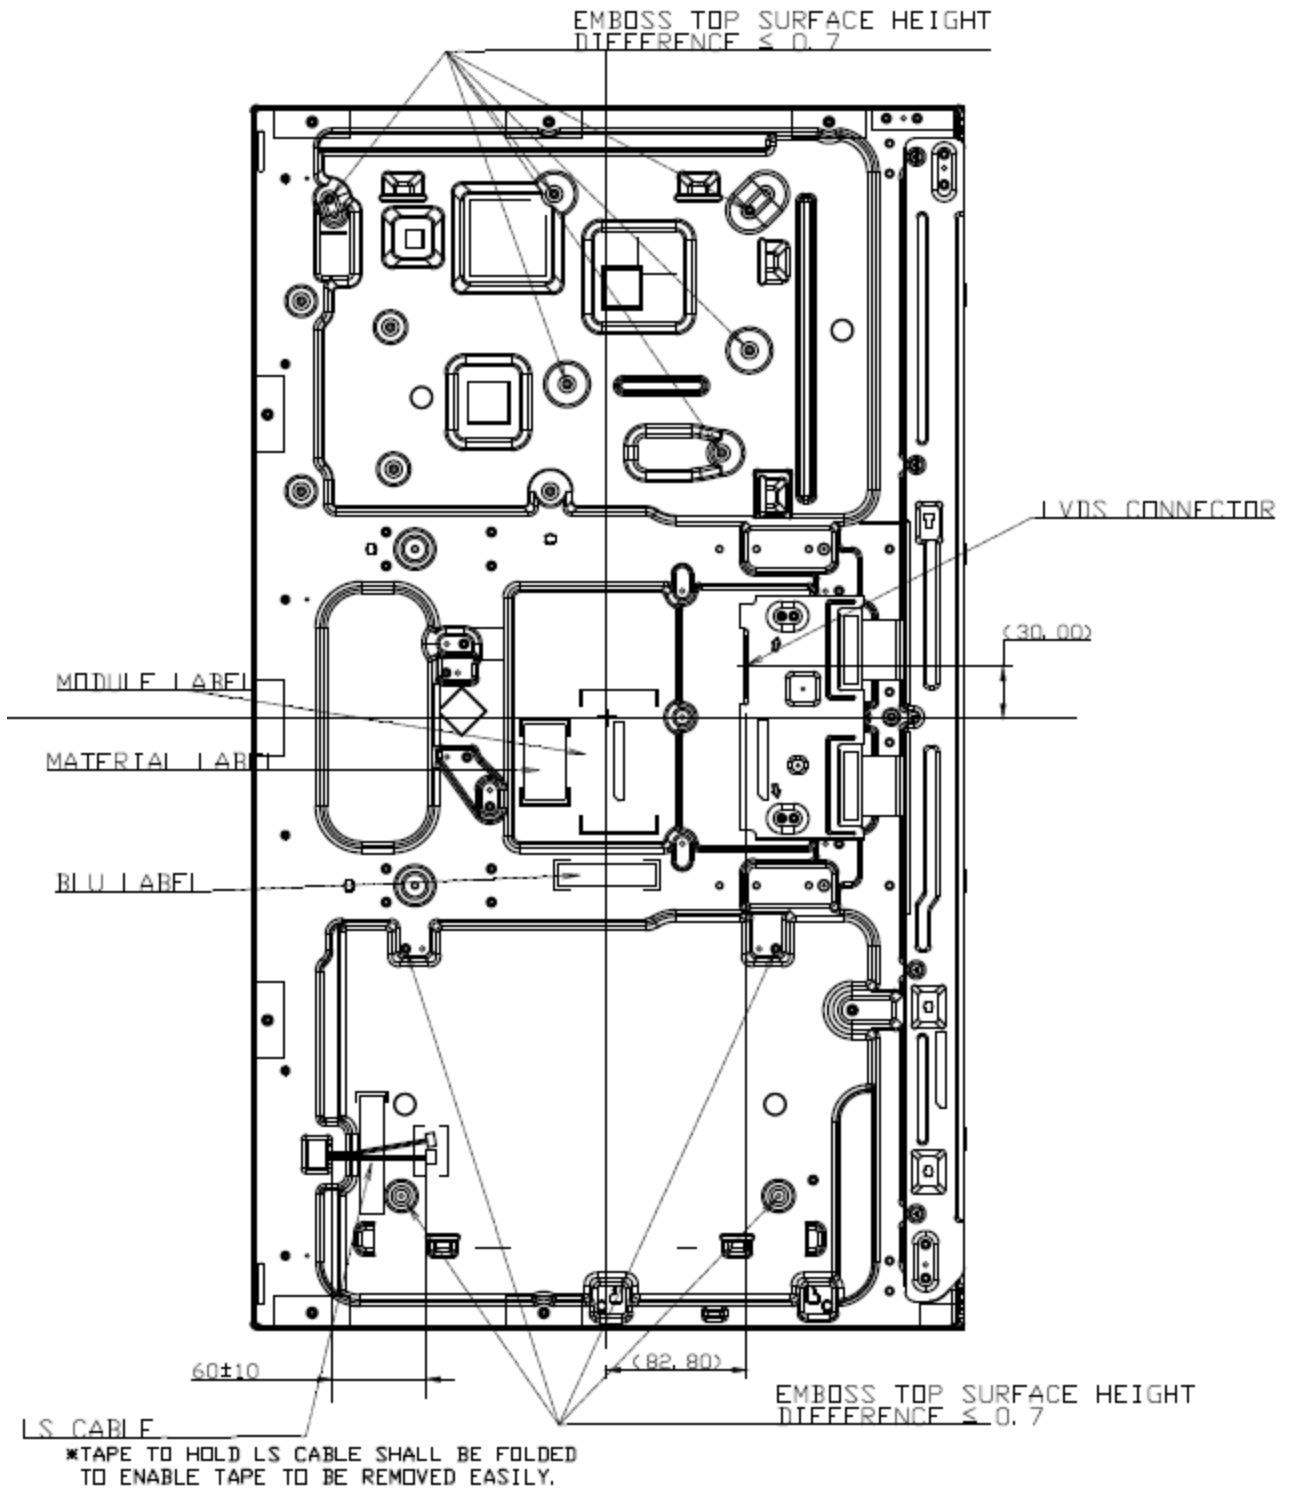 EMBOSS TOP SURFACE HEIGHT
DIFFERENCE ≤ 0.7
LVDS CONNECTOR
(30.00)
MODULE LABEL
MATERIAL LABEL
BLU LABEL
60±10
(82.80)
EMBOSS TOP SURFACE HEIGHT
DIFFERENCE ≤ 0.7
LS CABLE
*TAPE TO HOLD LS CABLE SHALL BE FOLDED
TO ENABLE TAPE TO BE REMOVED EASILY.